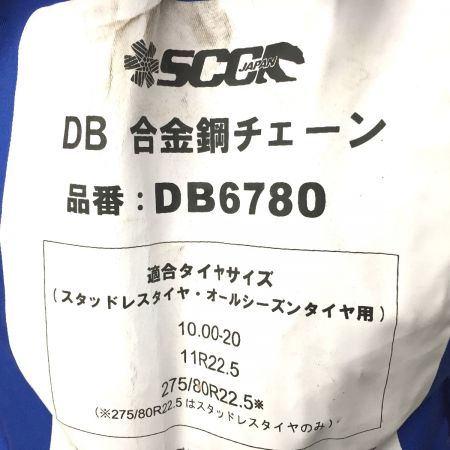 SCC JAPAN
DB 合金鋼チェーン
品番：DB6780
適合タイヤサイズ
(スタッドレスタイヤ・オールシーズンタイヤ用)
10.00-20
11R22.5
275/80R22.5※
(※275/80R22.5はスタッドレスタイヤのみ)